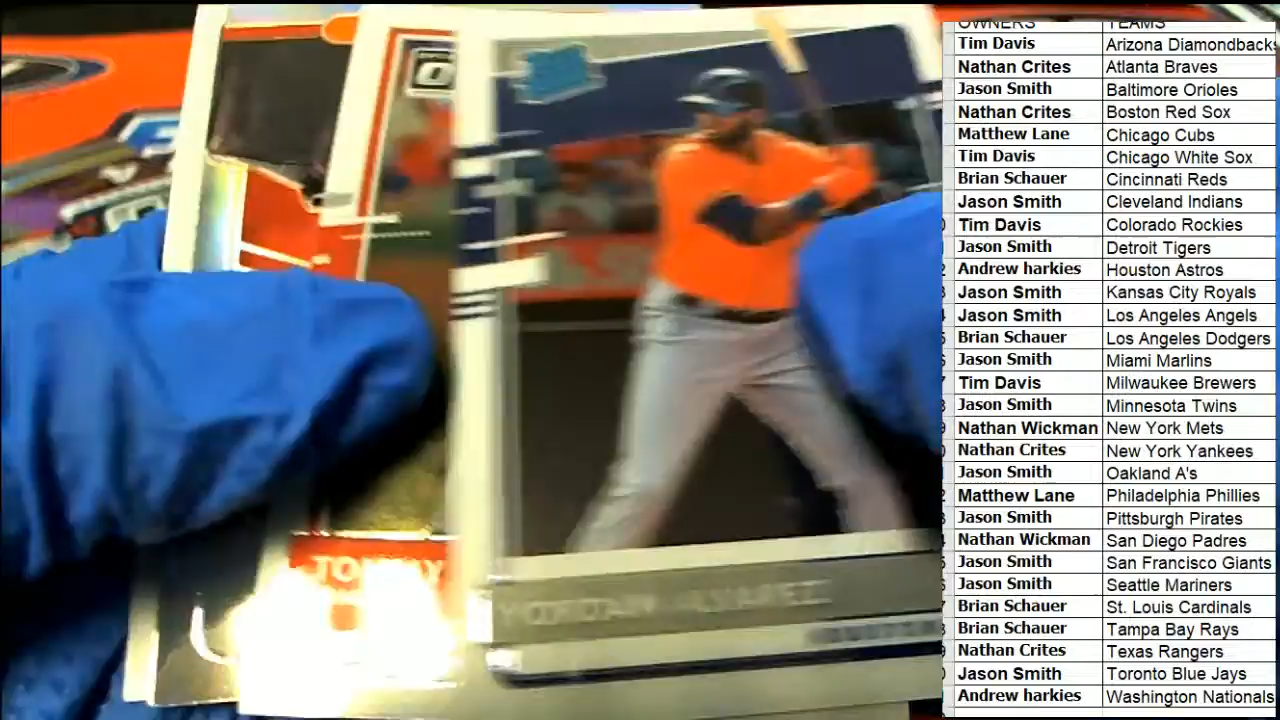 OWNERS TEAMS
Tim Davis Arizona Diamondbacks
Nathan Crites Atlanta Braves
Jason Smith Baltimore Orioles
Nathan Crites Boston Red Sox
Matthew Lane Chicago Cubs
Tim Davis Chicago White Sox
Brian Schauer Cincinnati Reds
Jason Smith Cleveland Indians
Tim Davis Colorado Rockies
Jason Smith Detroit Tigers
Andrew harkies Houston Astros
Jason Smith Kansas City Royals
Jason Smith Los Angeles Angels
Brian Schauer Los Angeles Dodgers
Jason Smith Miami Marlins
Tim Davis Milwaukee Brewers
Jason Smith Minnesota Twins
Nathan Wickman New York Mets
Nathan Crites New York Yankees
Jason Smith Oakland A's
Matthew Lane Philadelphia Phillies
Jason Smith Pittsburgh Pirates
Nathan Wickman San Diego Padres
Jason Smith San Francisco Giants
Jason Smith Seattle Mariners
Brian Schauer St. Louis Cardinals
Brian Schauer Tampa Bay Rays
Nathan Crites Texas Rangers
Jason Smith Toronto Blue Jays
Andrew harkies Washington Nationals
YORDAN ALVAREZ